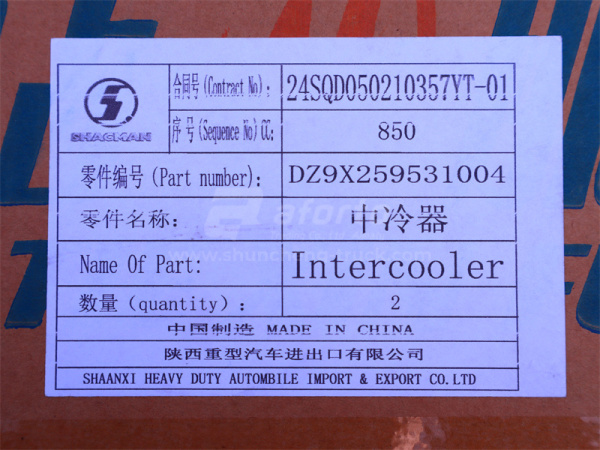 SHACMAN
合同号(Contract No): 24SQD050210357YT-01
序号(Sequence No)CC: 850
零件编号(Part number): DZ9X259531004
零件名称: 中冷器
Name Of Part: Intercooler
数量(quantity): 2
中国制造 MADE IN CHINA
陕西重型汽车进出口有限公司
SHAANXI HEAVY DUTY AUTOMBILE IMPORT & EXPORT CO.LTD